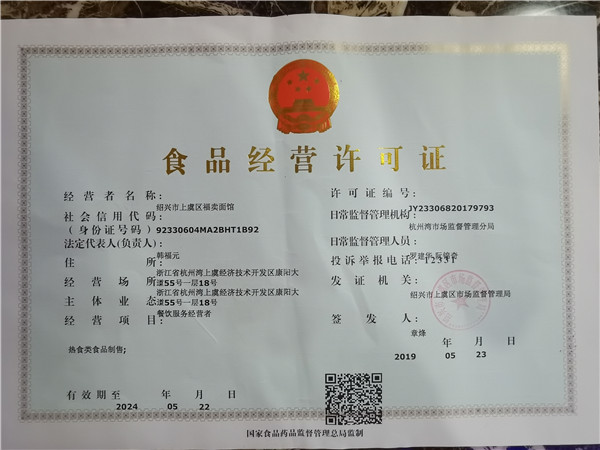 食品经营许可证
经营者名称:
绍兴市上虞区福卖面馆
社会信用代码:
(身份证号码)
92330604MA2BHT1B92
法定代表人(负责人):
韩福元
住所:
浙江省杭州湾上虞经济技术开发区康阳大
道55号一层18号
经营场所:
浙江省杭州湾上虞经济技术开发区康阳大
道55号一层18号
主体业态:
餐饮服务经营者
经营项目:
热食类食品制售;
有效期至 年 月 日
2024 05 22
许可证编号:
JY23306820179793
日常监督管理机构:
杭州湾市场监督管理分局
日常监督管理人员:
投诉举报电话:12331
发证机关:
绍兴市上虞区市场监督管理局
签发人:
章烽
年 月 日
2019 05 23
国家食品药品监督管理总局监制